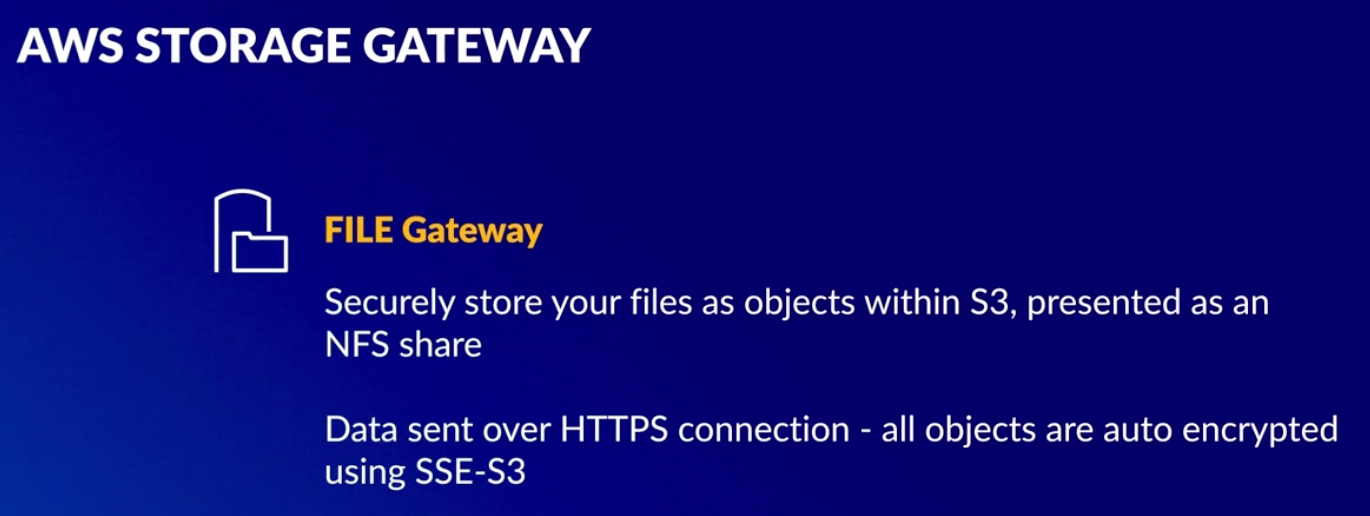 AWS STORAGE GATEWAY
FILE Gateway
Securely store your files as objects within S3, presented as an
NFS share
Data sent over HTTPS connection - all objects are auto encrypted
using SSE-S3